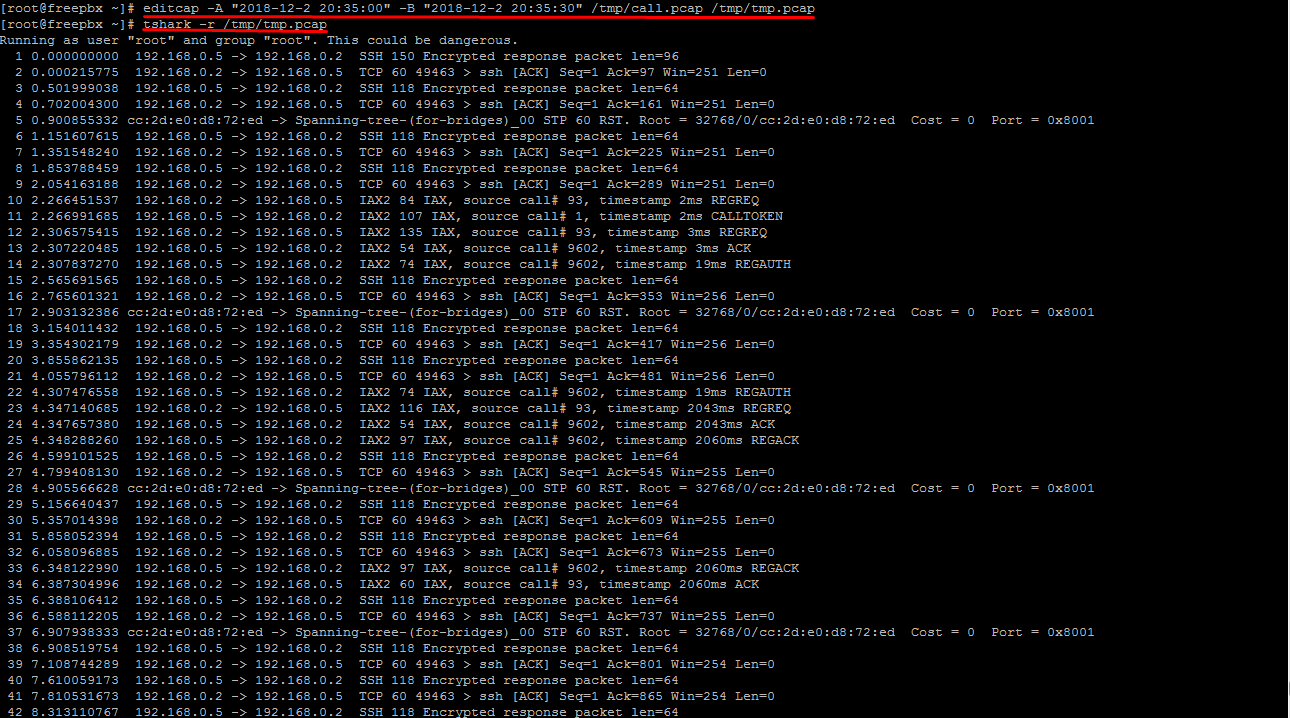 [root@freepbx ~]# editcap -A "2018-12-2 20:35:00" -B "2018-12-2 20:35:30" /tmp/call.pcap /tmp/tmp.pcap
[root@freepbx ~]# tshark -r /tmp/tmp.pcap
Running as user "root" and group "root". This could be dangerous.
1 0.000000000 192.168.0.5 -> 192.168.0.2 SSH 150 Encrypted response packet len=96
2 0.000215775 192.168.0.2 -> 192.168.0.5 TCP 60 49463 > ssh [ACK] Seq=1 Ack=97 Win=251 Len=0
3 0.501999038 192.168.0.5 -> 192.168.0.2 SSH 118 Encrypted response packet len=64
4 0.702004300 192.168.0.2 -> 192.168.0.5 TCP 60 49463 > ssh [ACK] Seq=1 Ack=161 Win=251 Len=0
5 0.900855332 cc:2d:e0:d8:72:ed -> Spanning-tree-(for-bridges)_00 STP 60 RST. Root = 32768/0/cc:2d:e0:d8:72:ed Cost = 0 Port = 0x8001
6 1.151607615 192.168.0.5 -> 192.168.0.2 SSH 118 Encrypted response packet len=64
7 1.351548240 192.168.0.2 -> 192.168.0.5 TCP 60 49463 > ssh [ACK] Seq=1 Ack=225 Win=251 Len=0
8 1.853788459 192.168.0.5 -> 192.168.0.2 SSH 118 Encrypted response packet len=64
9 2.054163188 192.168.0.2 -> 192.168.0.5 TCP 60 49463 > ssh [ACK] Seq=1 Ack=289 Win=251 Len=0
10 2.266451537 192.168.0.2 -> 192.168.0.5 IAX2 84 IAX, source call# 93, timestamp 2ms REGREQ
11 2.266991685 192.168.0.5 -> 192.168.0.2 IAX2 107 IAX, source call# 1, timestamp 2ms CALLTOKEN
12 2.306575415 192.168.0.2 -> 192.168.0.5 IAX2 135 IAX, source call# 93, timestamp 3ms REGREQ
13 2.307220485 192.168.0.5 -> 192.168.0.2 IAX2 54 IAX, source call# 9602, timestamp 3ms ACK
14 2.307837270 192.168.0.5 -> 192.168.0.2 IAX2 74 IAX, source call# 9602, timestamp 19ms REGAUTH
15 2.565691565 192.168.0.5 -> 192.168.0.2 SSH 118 Encrypted response packet len=64
16 2.765601321 192.168.0.2 -> 192.168.0.5 TCP 60 49463 > ssh [ACK] Seq=1 Ack=353 Win=256 Len=0
17 2.903132386 cc:2d:e0:d8:72:ed -> Spanning-tree-(for-bridges)_00 STP 60 RST. Root = 32768/0/cc:2d:e0:d8:72:ed Cost = 0 Port = 0x8001
18 3.154011432 192.168.0.5 -> 192.168.0.2 SSH 118 Encrypted response packet len=64
19 3.354302179 192.168.0.2 -> 192.168.0.5 TCP 60 49463 > ssh [ACK] Seq=1 Ack=417 Win=256 Len=0
20 3.855862135 192.168.0.5 -> 192.168.0.2 SSH 118 Encrypted response packet len=64
21 4.055796112 192.168.0.2 -> 192.168.0.5 TCP 60 49463 > ssh [ACK] Seq=1 Ack=481 Win=256 Len=0
22 4.307476558 192.168.0.5 -> 192.168.0.2 IAX2 74 IAX, source call# 9602, timestamp 19ms REGAUTH
23 4.347140685 192.168.0.2 -> 192.168.0.5 IAX2 116 IAX, source call# 93, timestamp 2043ms REGREQ
24 4.347657380 192.168.0.5 -> 192.168.0.2 IAX2 54 IAX, source call# 9602, timestamp 2043ms ACK
25 4.348288260 192.168.0.5 -> 192.168.0.2 IAX2 97 IAX, source call# 9602, timestamp 2060ms REGACK
26 4.599101525 192.168.0.5 -> 192.168.0.2 SSH 118 Encrypted response packet len=64
27 4.799408130 192.168.0.2 -> 192.168.0.5 TCP 60 49463 > ssh [ACK] Seq=1 Ack=545 Win=255 Len=0
28 4.905566628 cc:2d:e0:d8:72:ed -> Spanning-tree-(for-bridges)_00 STP 60 RST. Root = 32768/0/cc:2d:e0:d8:72:ed Cost = 0 Port = 0x8001
29 5.156640437 192.168.0.5 -> 192.168.0.2 SSH 118 Encrypted response packet len=64
30 5.357014398 192.168.0.2 -> 192.168.0.5 TCP 60 49463 > ssh [ACK] Seq=1 Ack=609 Win=255 Len=0
31 5.858052394 192.168.0.5 -> 192.168.0.2 SSH 118 Encrypted response packet len=64
32 6.058096885 192.168.0.2 -> 192.168.0.5 TCP 60 49463 > ssh [ACK] Seq=1 Ack=673 Win=255 Len=0
33 6.348122990 192.168.0.5 -> 192.168.0.2 IAX2 97 IAX, source call# 9602, timestamp 2060ms REGACK
34 6.387304996 192.168.0.2 -> 192.168.0.5 IAX2 60 IAX, source call# 93, timestamp 2060ms ACK
35 6.388106412 192.168.0.5 -> 192.168.0.2 SSH 118 Encrypted response packet len=64
36 6.588112205 192.168.0.2 -> 192.168.0.5 TCP 60 49463 > ssh [ACK] Seq=1 Ack=737 Win=255 Len=0
37 6.907938333 cc:2d:e0:d8:72:ed -> Spanning-tree-(for-bridges)_00 STP 60 RST. Root = 32768/0/cc:2d:e0:d8:72:ed Cost = 0 Port = 0x8001
38 6.908519754 192.168.0.5 -> 192.168.0.2 SSH 118 Encrypted response packet len=64
39 7.108744289 192.168.0.2 -> 192.168.0.5 TCP 60 49463 > ssh [ACK] Seq=1 Ack=801 Win=254 Len=0
40 7.610059173 192.168.0.5 -> 192.168.0.2 SSH 118 Encrypted response packet len=64
41 7.810531673 192.168.0.2 -> 192.168.0.5 TCP 60 49463 > ssh [ACK] Seq=1 Ack=865 Win=254 Len=0
42 8.313110767 192.168.0.5 -> 192.168.0.2 SSH 118 Encrypted response packet len=64